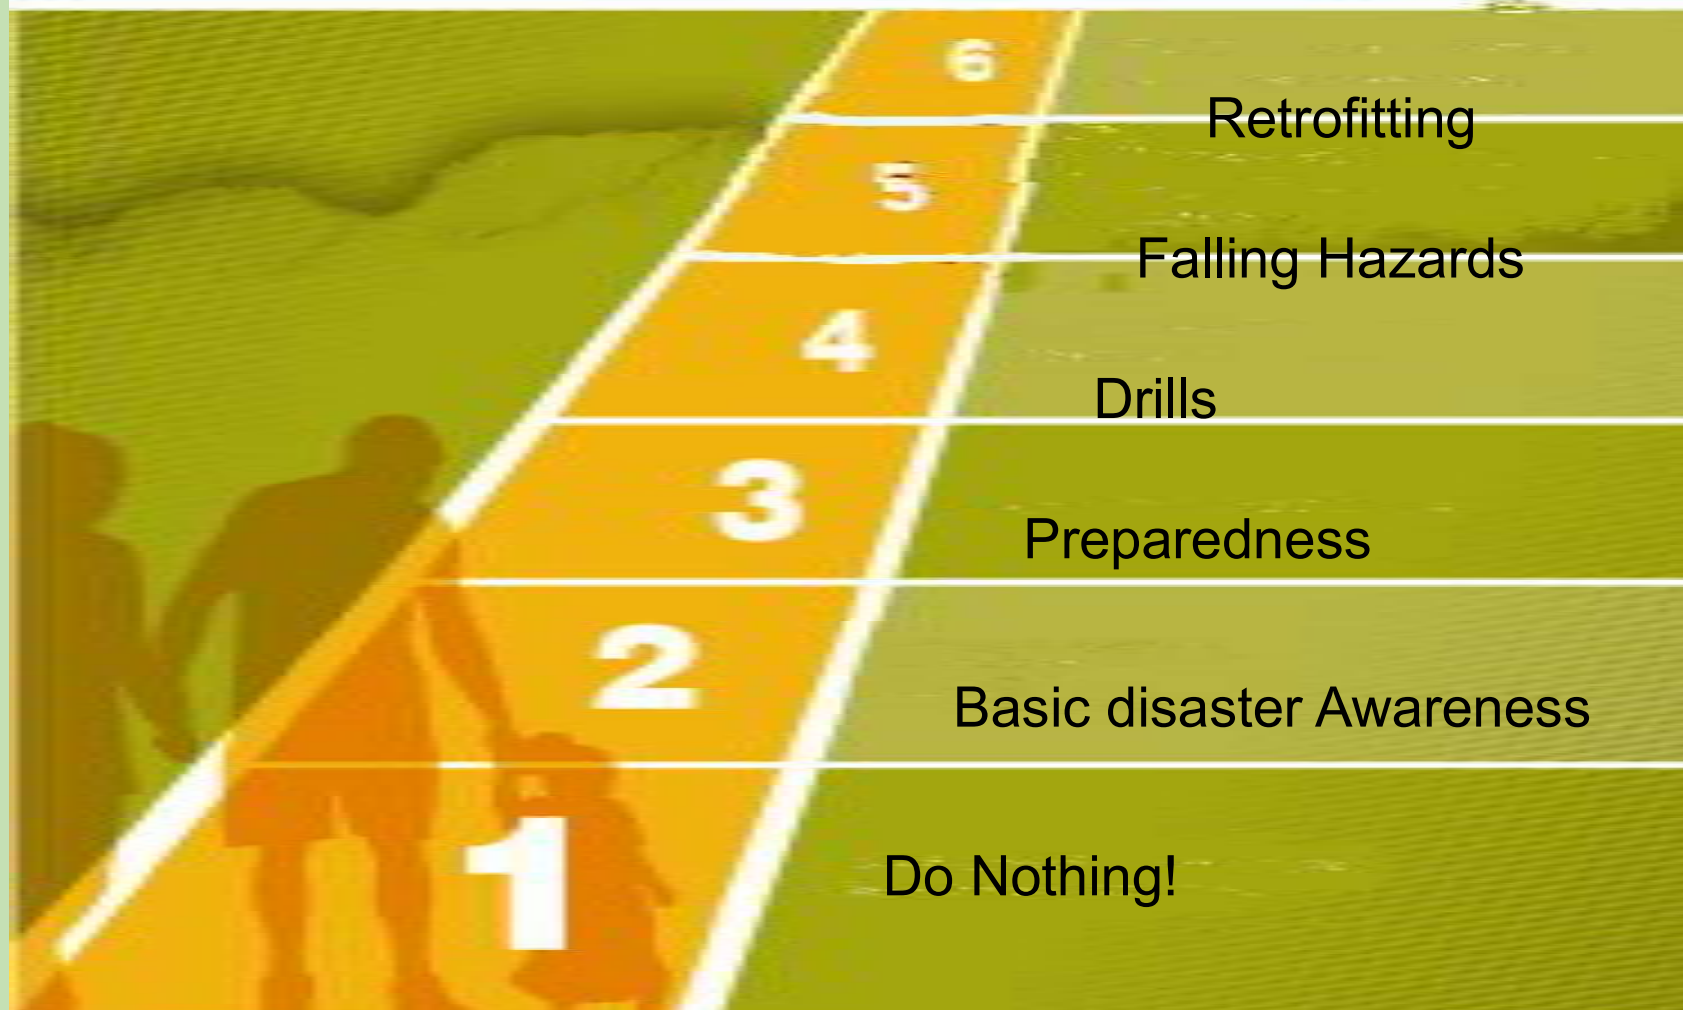 6
Retrofitting
5
Falling Hazards
4
Drills
3
Preparedness
2
Basic disaster Awareness
1
Do Nothing!